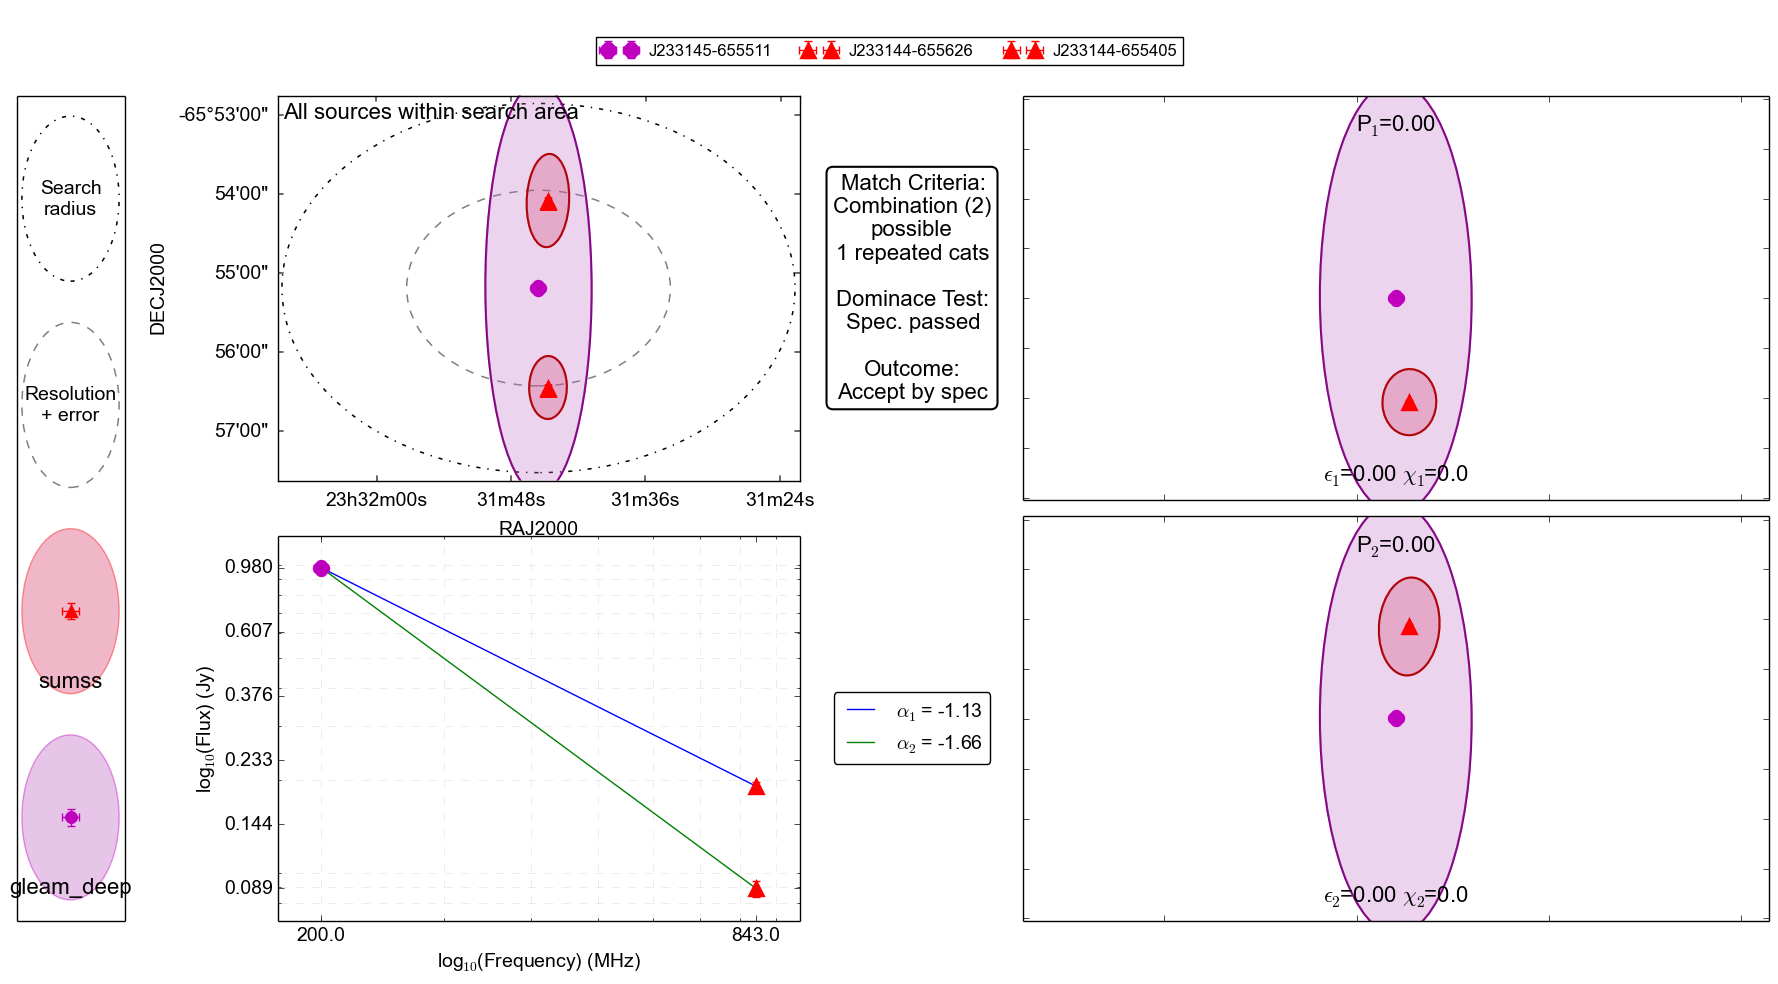 J233145-655511
J233144-655626
J233144-655405
Search
radius
Resolution
+ error
sumss
gleam_deep
All sources within search area
DECJ2000
-65°53'00"
54'00"
55'00"
56'00"
57'00"
23h32m00s
31m48s
31m36s
31m24s
RAJ2000
Match Criteria:
Combination (2)
possible
1 repeated cats
Dominace Test:
Spec. passed
Outcome:
Accept by spec
P₁=0.00
ϵ₁=0.00 χ₁=0.0
P₂=0.00
ϵ₂=0.00 χ₂=0.0
log₁₀(Flux) (Jy)
0.980
0.607
0.376
0.233
0.144
0.089
200.0
843.0
log₁₀(Frequency) (MHz)
α₁ = -1.13
α₂ = -1.66